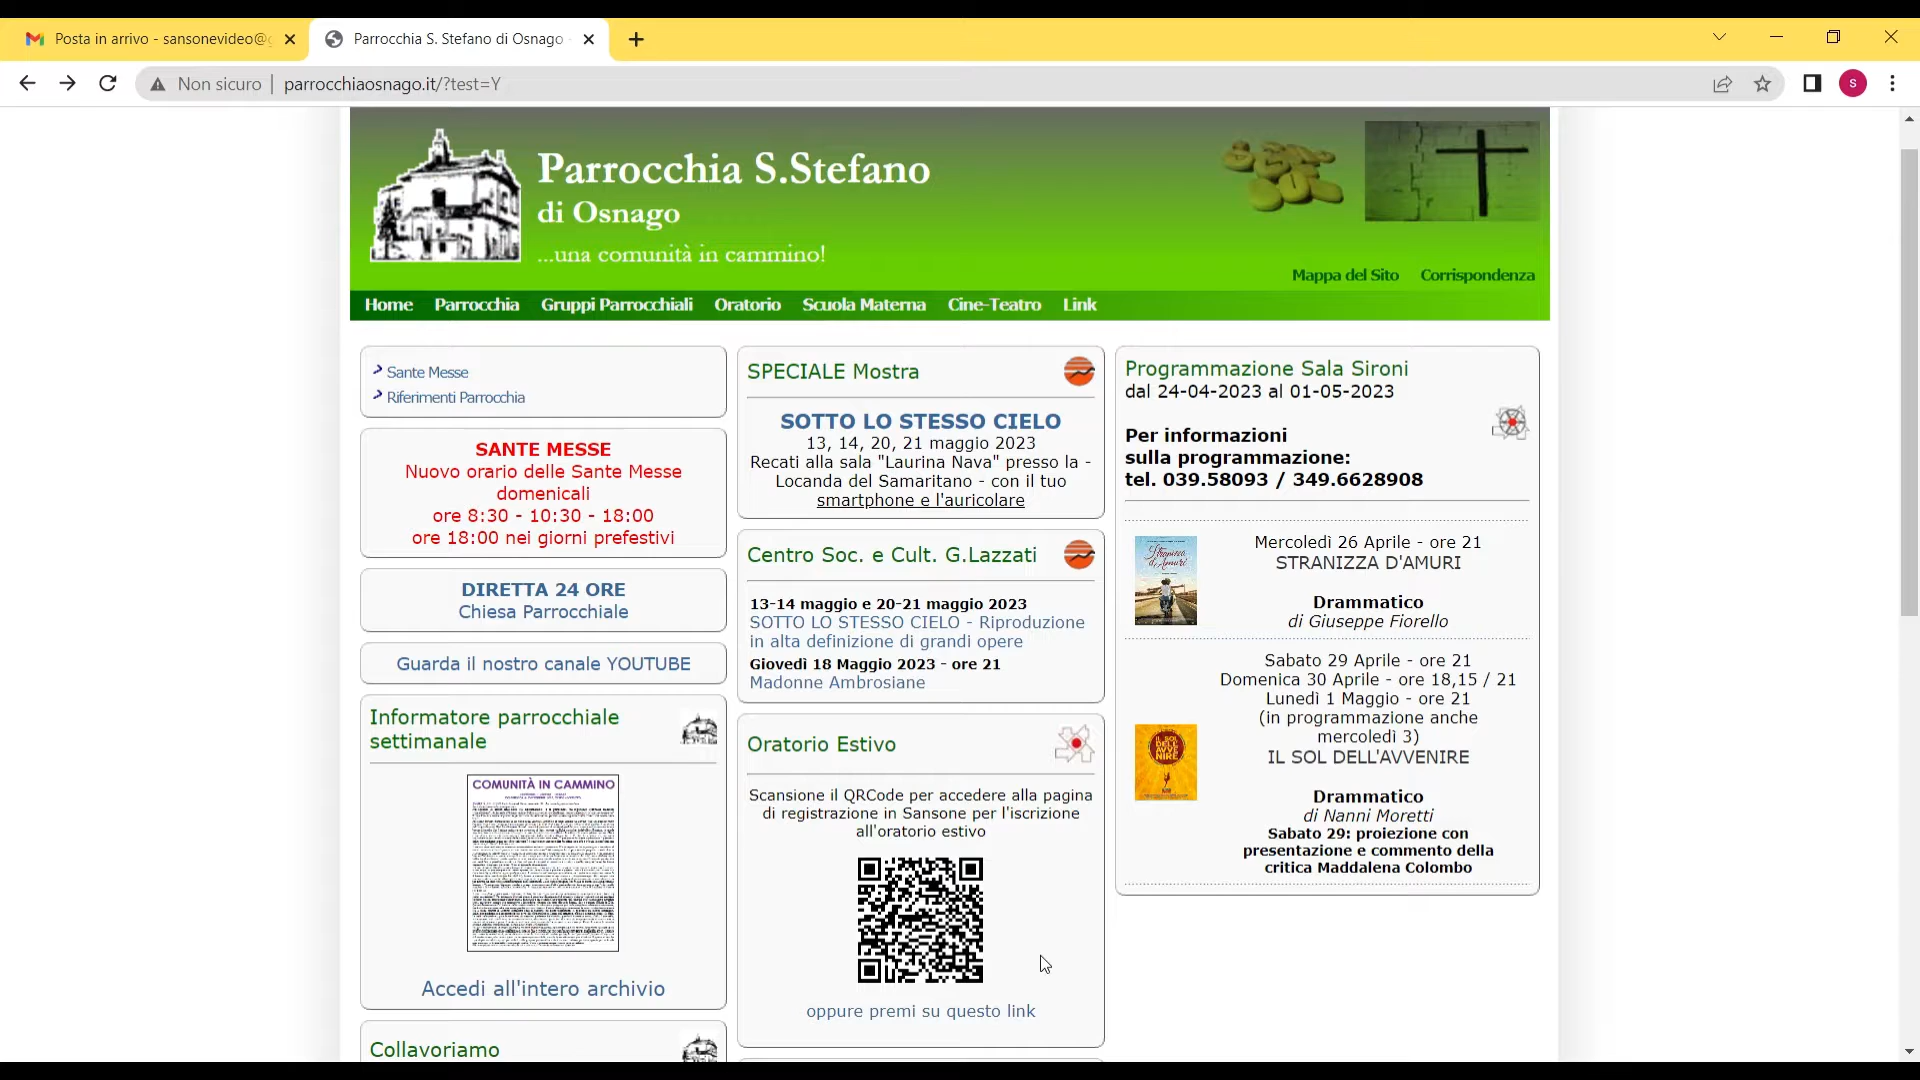 Posta in arrivo - sansonevideo@g
Parrocchia S. Stefano di Osnago
Non sicuro | parrocchiaosnago.it/?test=Y
S
Parrocchia S.Stefano
di Osnago
...una comunità in cammino!
Mappa del Sito Corrispondenza
Home Parrocchia Gruppi Parrocchiali Oratorio Scuola Materna Cine-Teatro Link
Sante Messe
Riferimenti Parrocchia
SANTE MESSE
Nuovo orario delle Sante Messe
domenicali
ore 8:30 - 10:30 - 18:00
ore 18:00 nei giorni prefestivi
DIRETTA 24 ORE
Chiesa Parrocchiale
Guarda il nostro canale YOUTUBE
Informatore parrocchiale
settimanale
COMUNITÀ IN CAMMINO
Accedi all'intero archivio
Collavoriamo
SPECIALE Mostra
SOTTO LO STESSO CIELO
13, 14, 20, 21 maggio 2023
Recati alla sala "Laurina Nava" presso la -
Locanda del Samaritano - con il tuo
smartphone e l'auricolare
Centro Soc. e Cult. G.Lazzati
13-14 maggio e 20-21 maggio 2023
SOTTO LO STESSO CIELO - Riproduzione
in alta definizione di grandi opere
Giovedì 18 Maggio 2023 - ore 21
Madonne Ambrosiane
Oratorio Estivo
Scansione il QRCode per accedere alla pagina
di registrazione in Sansone per l'iscrizione
all'oratorio estivo
oppure premi su questo link
Programmazione Sala Sironi
dal 24-04-2023 al 01-05-2023
Per informazioni
sulla programmazione:
tel. 039.58093 / 349.6628908
Stranizza d'Amuri
Mercoledì 26 Aprile - ore 21
STRANIZZA D'AMURI
Drammatico
di Giuseppe Fiorello
IL SOL DELL'AVVENIRE
Sabato 29 Aprile - ore 21
Domenica 30 Aprile - ore 18,15 / 21
Lunedì 1 Maggio - ore 21
(in programmazione anche
mercoledì 3)
IL SOL DELL'AVVENIRE
Drammatico
di Nanni Moretti
Sabato 29: proiezione con
presentazione e commento della
critica Maddalena Colombo